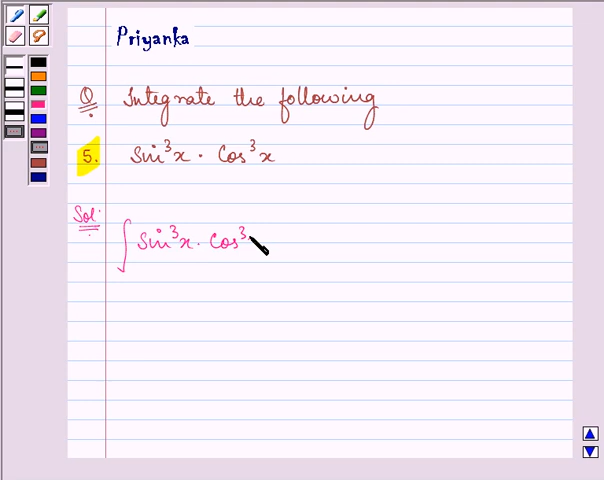 Priyanka
Q Integrate the following
5. Sin³x · Cos³x
Sol:
∫ Sin³x · Cos³